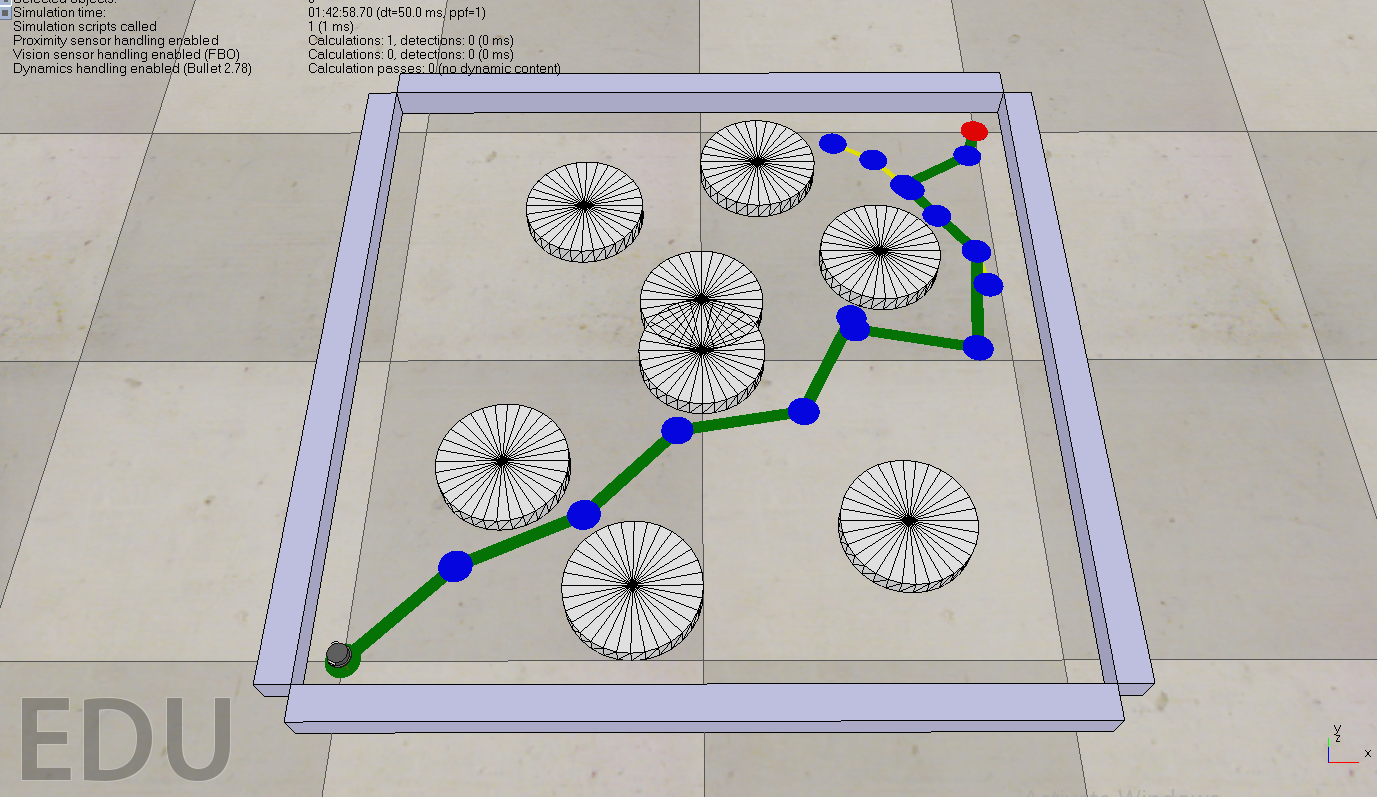 Selected objects: 0
Simulation time: 01:42:58.70 (dt=50.0 ms, ppf=1)
Simulation scripts called 1 (1 ms)
Proximity sensor handling enabled Calculations: 1, detections: 0 (0 ms)
Vision sensor handling enabled (FBO) Calculations: 0, detections: 0 (0 ms)
Dynamics handling enabled (Bullet 2.78) Calculation passes: 0 (no dynamic content)
EDU
y
z
x